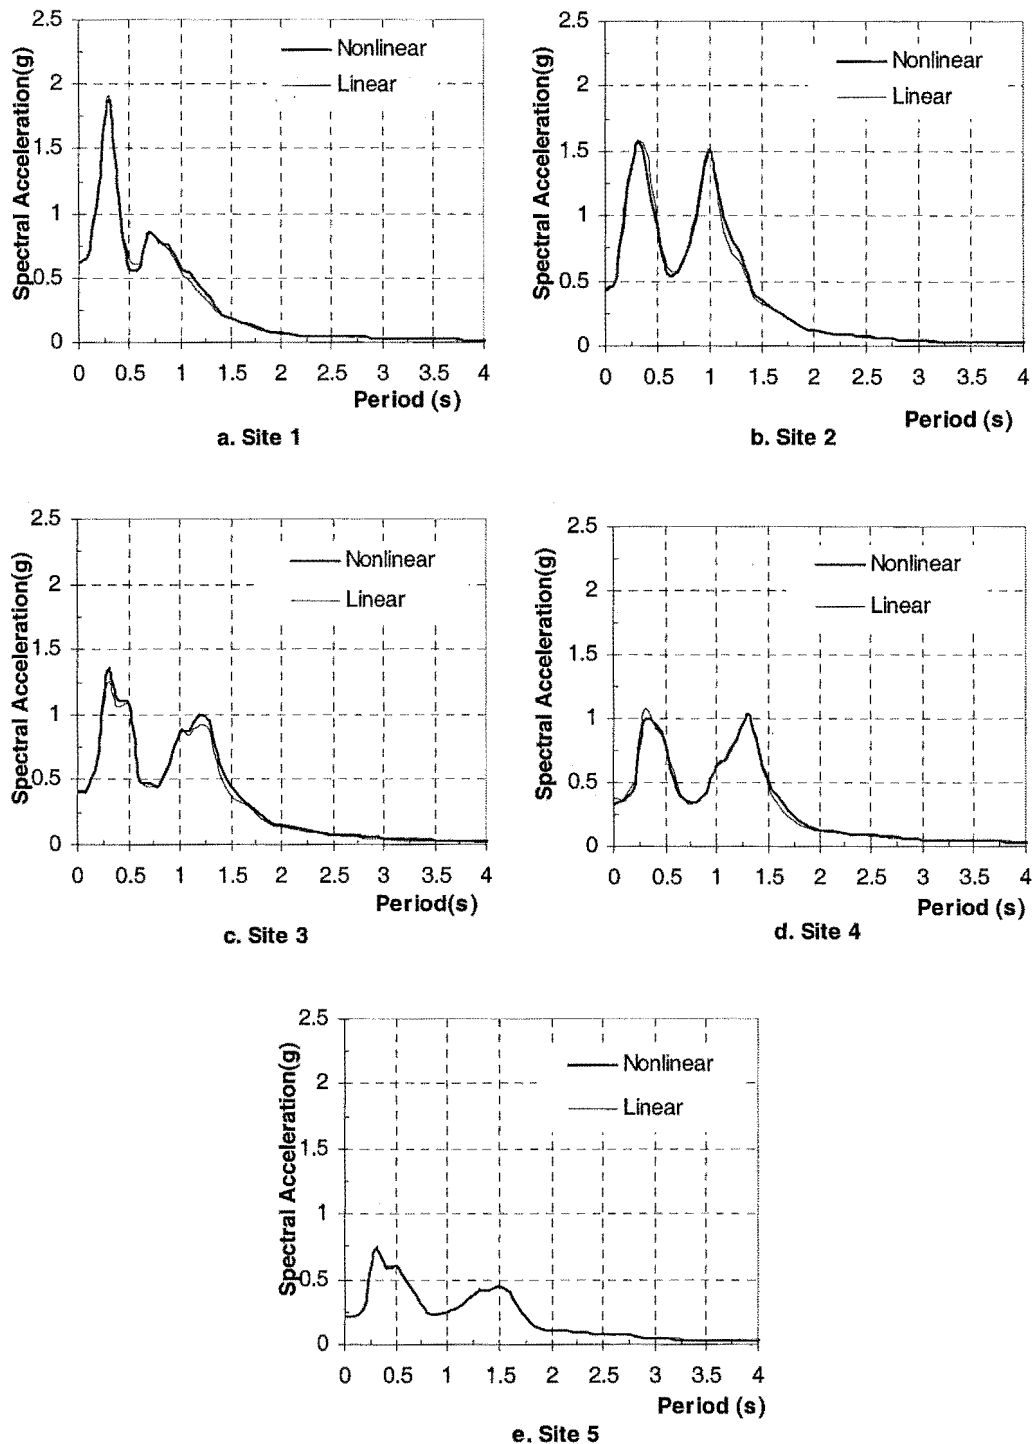 2.5
2
1.5
1
0.5
0
Spectral Acceleration(g)
Nonlinear
Linear
0 0.5 1 1.5 2 2.5 3 3.5 4
Period (s)
a. Site 1
2.5
2
1.5
1
0.5
0
Spectral Acceleration(g)
Nonlinear
Linear
0 0.5 1 1.5 2 2.5 3 3.5 4
Period (s)
b. Site 2
2.5
2
1.5
1
0.5
0
Spectral Acceleration(g)
Nonlinear
Linear
0 0.5 1 1.5 2 2.5 3 3.5 4
Period(s)
c. Site 3
2.5
2
1.5
1
0.5
0
Spectral Acceleration(g)
Nonlinear
Linear
0 0.5 1 1.5 2 2.5 3 3.5 4
Period (s)
d. Site 4
2.5
2
1.5
1
0.5
0
Spectral Acceleration(g)
Nonlinear
Linear
0 0.5 1 1.5 2 2.5 3 3.5 4
Period (s)
e. Site 5